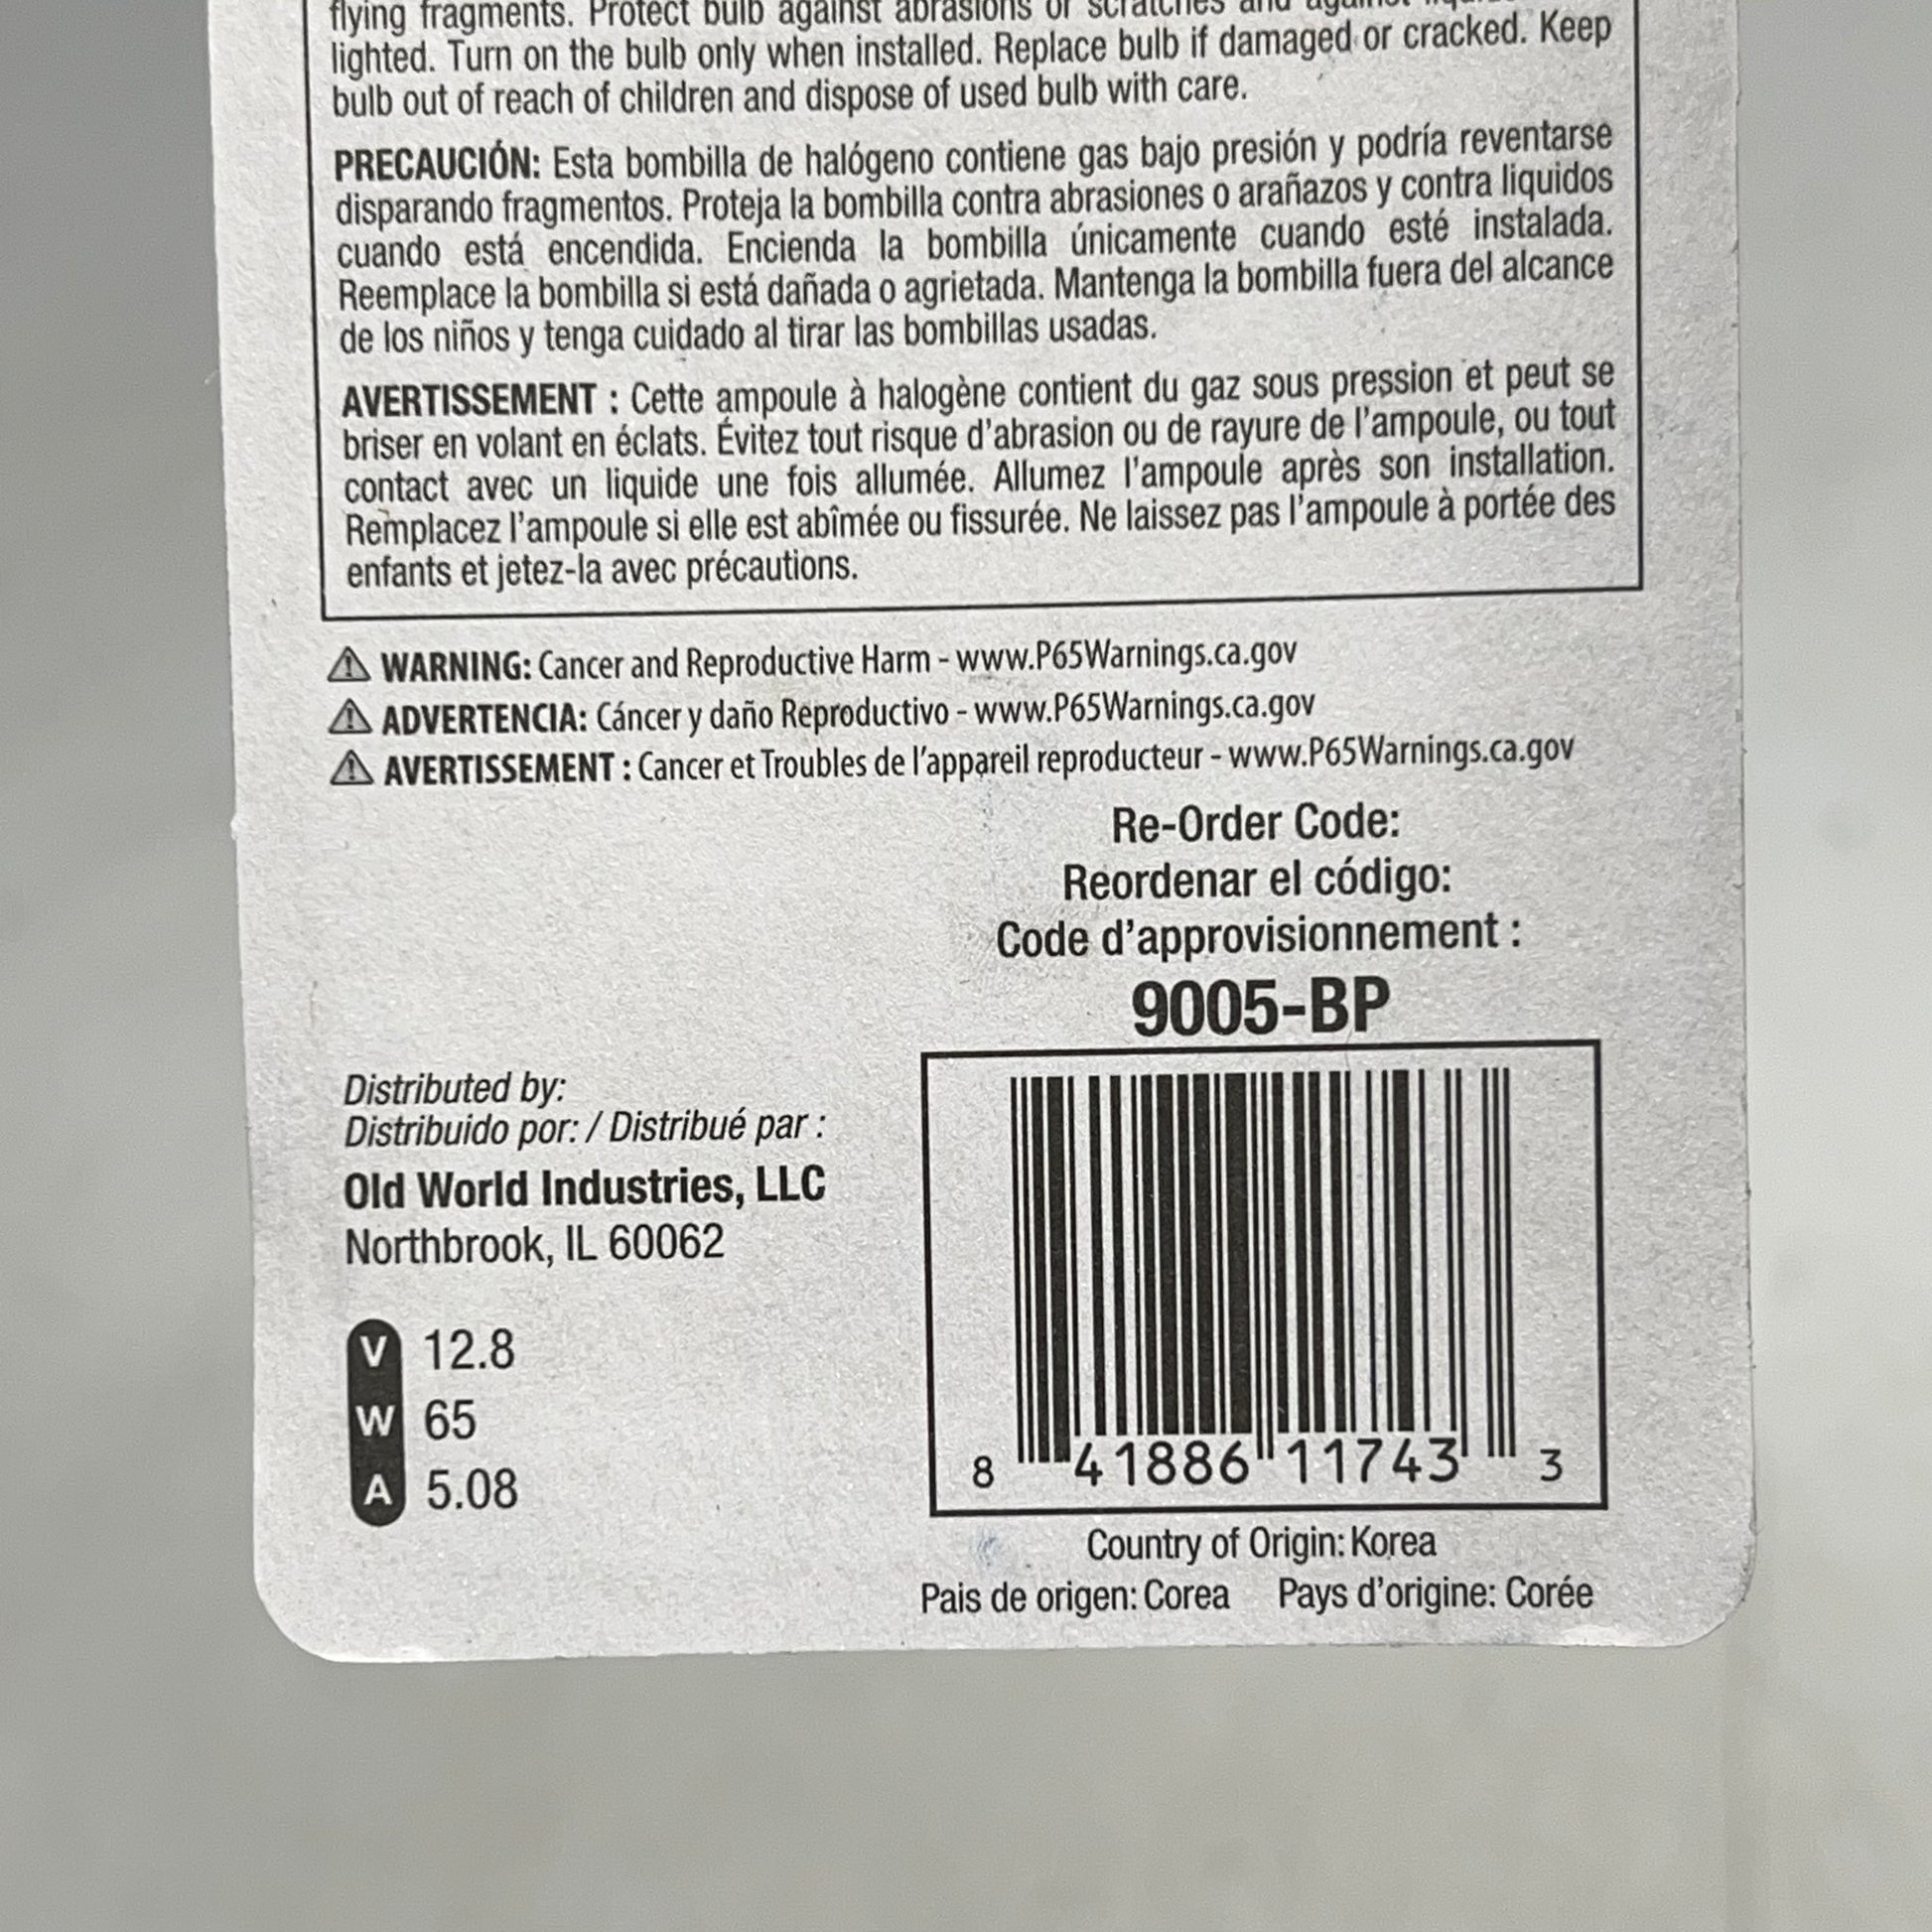 flying fragments. Protect bulb against abrasions or scratches and against
lighted. Turn on the bulb only when installed. Replace bulb if damaged or cracked. Keep
bulb out of reach of children and dispose of used bulb with care.
PRECAUCIÓN: Esta bombilla de halógeno contiene gas bajo presión y podría reventarse
disparando fragmentos. Proteja la bombilla contra abrasiones o arañazos y contra liquidos
cuando está encendida. Encienda la bombilla únicamente cuando esté instalada.
Reemplace la bombilla si está dañada o agrietada. Mantenga la bombilla fuera del alcance
de los niños y tenga cuidado al tirar las bombillas usadas.
AVERTISSEMENT : Cette ampoule à halogène contient du gaz sous pression et peut se
briser en volant en éclats. Évitez tout risque d'abrasion ou de rayure de l'ampoule, ou tout
contact avec un liquide une fois allumée. Allumez l'ampoule après son installation.
Remplacez l'ampoule si elle est abîmée ou fissurée. Ne laissez pas l'ampoule à portée des
enfants et jetez-la avec précautions.
⚠ WARNING: Cancer and Reproductive Harm - www.P65Warnings.ca.gov
⚠ ADVERTENCIA: Cáncer y daño Reproductivo - www.P65Warnings.ca.gov
⚠ AVERTISSEMENT : Cancer et Troubles de l'appareil reproducteur - www.P65Warnings.ca.gov
Re-Order Code:
Reordenar el código:
Code d'approvisionnement :
9005-BP
Distributed by:
Distribuido por: / Distribué par :
Old World Industries, LLC
Northbrook, IL 60062
V 12.8
W 65
A 5.08
8 41886 11743 3
Country of Origin: Korea
Pais de origen: Corea Pays d'origine: Corée